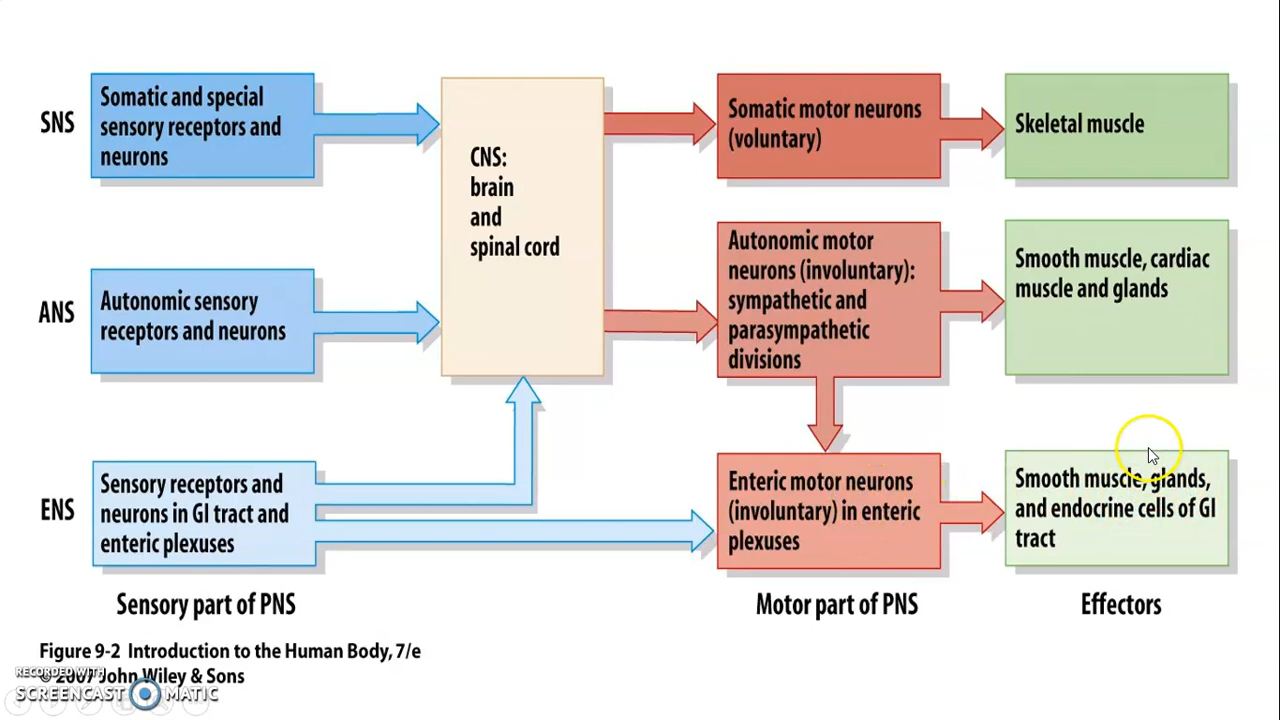 SNS
Somatic and special
sensory receptors and
neurons
CNS:
brain
and
spinal cord
Somatic motor neurons
(voluntary)
Skeletal muscle
ANS
Autonomic sensory
receptors and neurons
Autonomic motor
neurons (involuntary):
sympathetic and
parasympathetic
divisions
Smooth muscle, cardiac
muscle and glands
ENS
Sensory receptors and
neurons in GI tract and
enteric plexuses
Enteric motor neurons
(involuntary) in enteric
plexuses
Smooth muscle, glands,
and endocrine cells of GI
tract
Sensory part of PNS
Motor part of PNS
Effectors
Figure 9-2 Introduction to the Human Body, 7/e
© 2007 John Wiley & Sons
RECORDED WITH
SCREENCAST MATIC